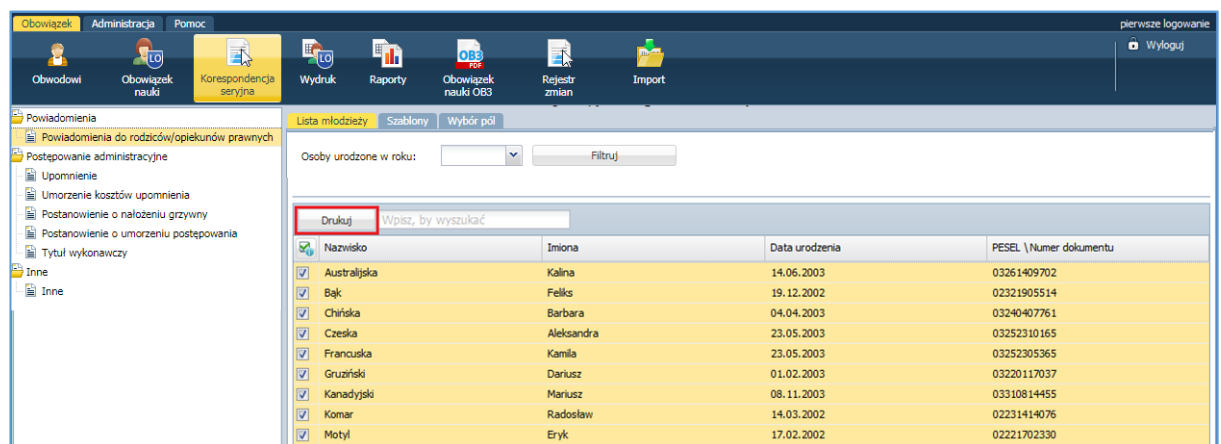 Obowiązek Administracja Pomoc pierwsze logowanie
Obwodowi
Obowiązek nauki
Korespondencja seryjna
Wydruk
Raporty
Obowiązek nauki OB3
Rejestr zmian
Import
Wyloguj
Powiadomienia
Powiadomienia do rodziców/opiekunów prawnych
Postępowanie administracyjne
Upomnienie
Umorzenie kosztów upomnienia
Postanowienie o nałożeniu grzywny
Postanowienie o umorzeniu postępowania
Tytuł wykonawczy
Inne
Inne
Lista młodzieży Szablony Wybór pól
Osoby urodzone w roku: Filtruj
Drukuj Wpisz, by wyszukać
Nazwisko Imiona Data urodzenia PESEL \ Numer dokumentu
Australijska Kalina 14.06.2003 03261409702
Bąk Feliks 19.12.2002 02321905514
Chińska Barbara 04.04.2003 03240407761
Czeska Aleksandra 23.05.2003 03252310165
Francuska Kamila 23.05.2003 03252305365
Gruziński Dariusz 01.02.2003 03220117037
Kanadyjski Mariusz 08.11.2003 03310814455
Komar Radosław 14.03.2002 02231414076
Motyl Eryk 17.02.2002 02221702330